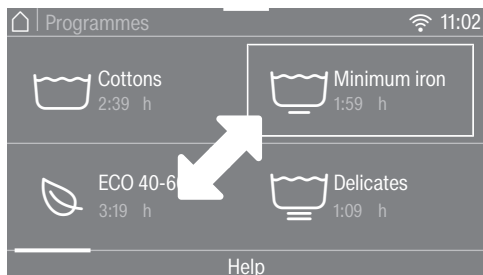 Programmes
11:02
Cottons
2:39 h
Minimum iron
1:59 h
ECO 40-6
3:19 h
Delicates
1:09 h
Help